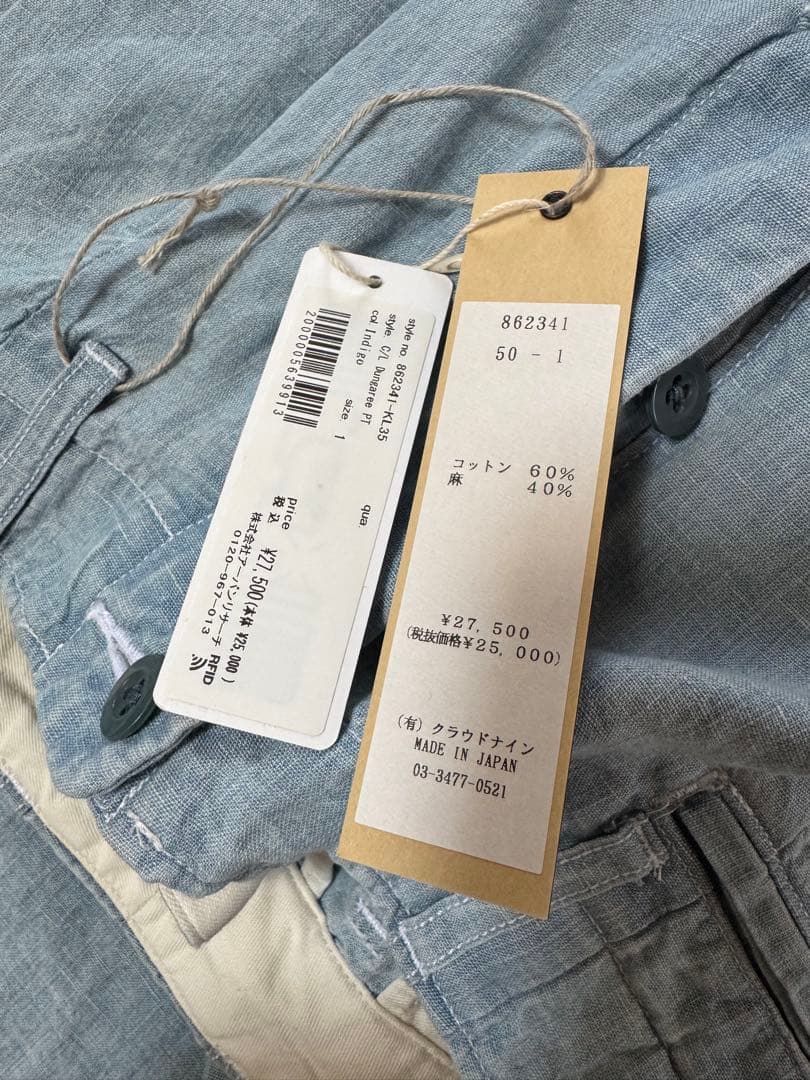 style no. 862341-KL35
style C/L Dungaree PT
col Indigo
size 1
2000005639913
qua.
price
税込 ¥27,500(本体 ¥25,000)
株式会社アーバンリサーチ
0120-967-013
RFID
862341
50 - 1
コットン 60%
麻 40%
¥27,500
(税抜価格¥25,000)
(有)クラウドナイン
MADE IN JAPAN
03-3477-0521